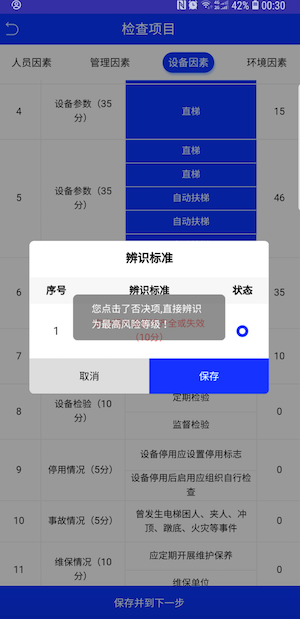 42% 00:30
检查项目
人员因素 管理因素 设备因素 环境因素
4 设备参数（35分） 直梯 15
直梯
直梯
5 设备参数（35分） 自动扶梯 46
自动扶梯
辨识标准
6 序号 辨识标准 状态 35
您点击了否决项,直接辨识
为最高风险等级！
1 全或失效
（10分）
7 10
取消 保存
8 设备检验（10分） 定期检验 0
监督检验
9 停用情况（5分） 设备停用应设置停用标志 0
设备停用后启用应组织自行检查
10 事故情况（5分） 曾发生电梯困人、夹人、冲顶、蹾底、火灾等事件 0
11 维保情况（10分） 应定期开展维护保养 0
维保单位
保存并到下一步